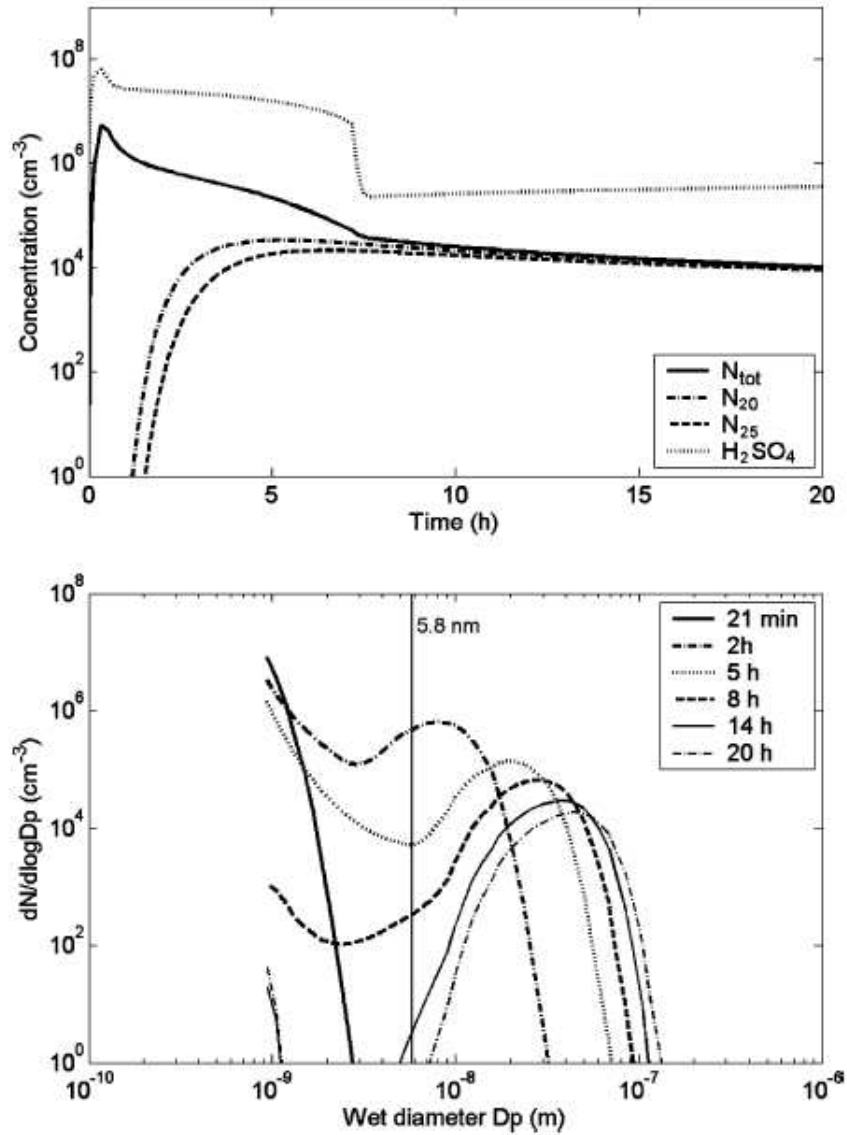 10^8
10^6
10^4
10^2
10^0
Concentration (cm^-3)
0 5 10 15 20
Time (h)
N_tot
N_20
N_25
H_2SO_4
10^8
10^6
10^4
10^2
10^0
dN/dlogDp (cm^-3)
5.8 nm
21 min
2h
5 h
8 h
14 h
20 h
10^-10 10^-9 10^-8 10^-7 10^-6
Wet diameter Dp (m)